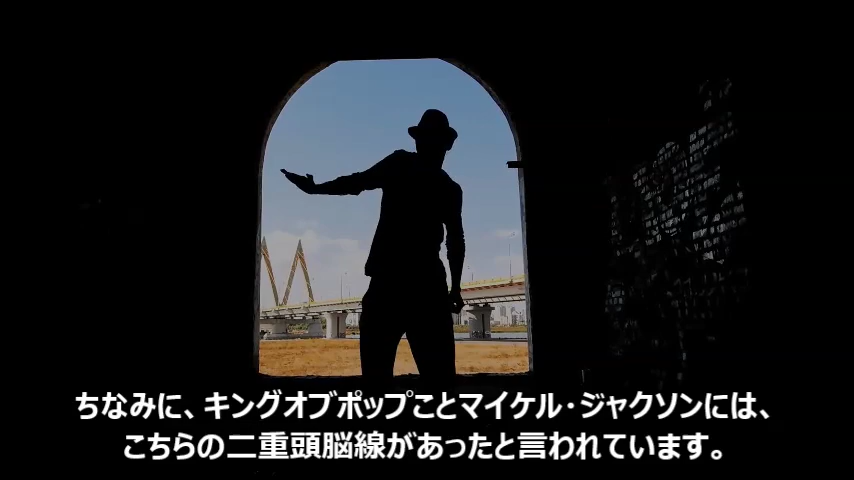 ちなみに、キングオブポップことマイケル・ジャクソンには、
こちらの二重頭脳線があったと言われています。